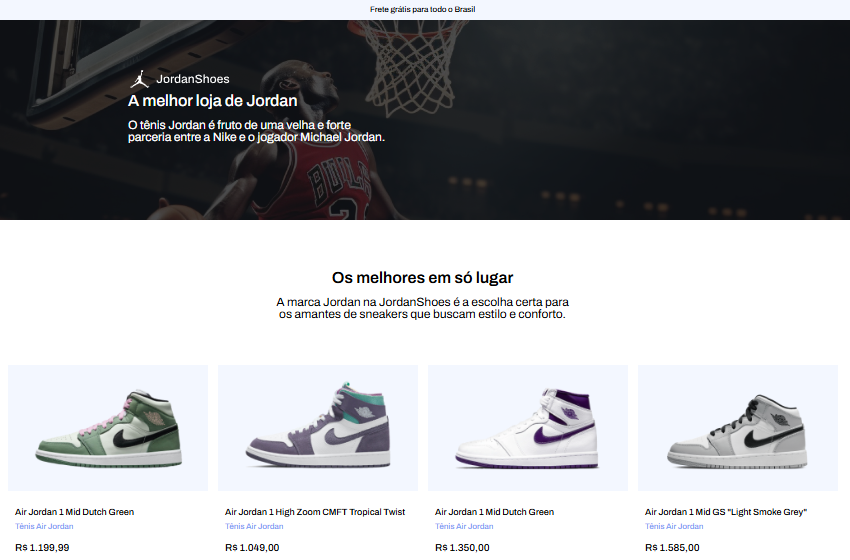 Frete grátis para todo o Brasil
JordanShoes
A melhor loja de Jordan
O tênis Jordan é fruto de uma velha e forte
parceria entre a Nike e o jogador Michael Jordan.
BULLS
Os melhores em só lugar
A marca Jordan na JordanShoes é a escolha certa para
os amantes de sneakers que buscam estilo e conforto.
Air Jordan 1 Mid Dutch Green
Tênis Air Jordan
R$ 1.199,99
Air Jordan 1 High Zoom CMFT Tropical Twist
Tênis Air Jordan
R$ 1.049,00
Air Jordan 1 Mid Dutch Green
Tênis Air Jordan
R$ 1.350,00
Air Jordan 1 Mid GS "Light Smoke Grey"
Tênis Air Jordan
R$ 1.585,00